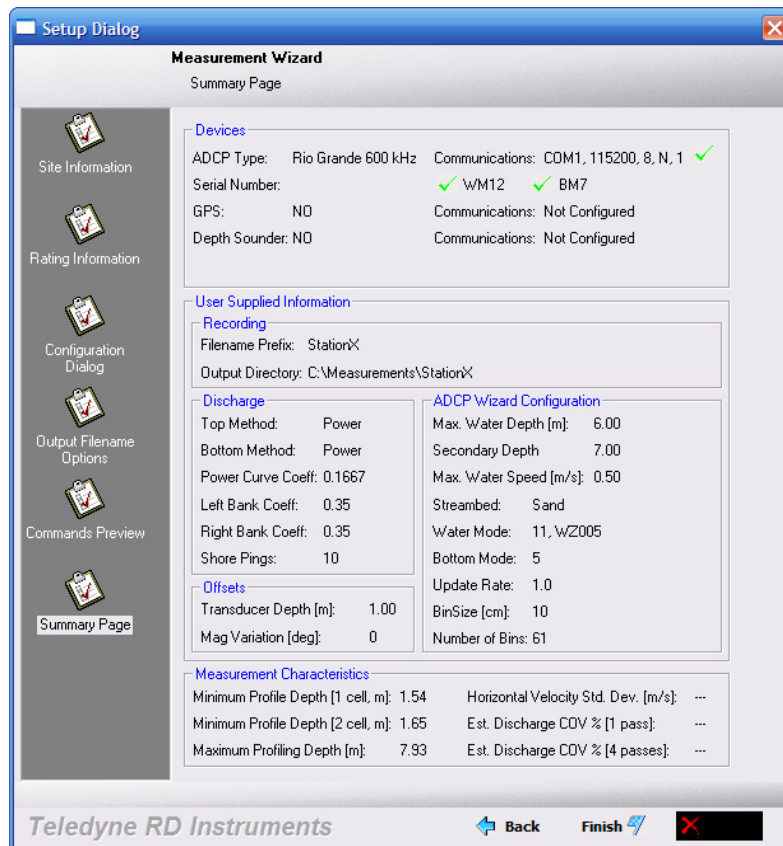 Setup Dialog
Measurement Wizard
Summary Page
Site Information
Rating Information
Configuration
Dialog
Output Filename
Options
Commands Preview
Summary Page
Devices
ADCP Type: Rio Grande 600 kHz Communications: COM1, 115200, 8, N, 1
Serial Number: WM12 BM7
GPS: NO Communications: Not Configured
Depth Sounder: NO Communications: Not Configured
User Supplied Information
Recording
Filename Prefix: StationX
Output Directory: C:\Measurements\StationX
Discharge
Top Method: Power
Bottom Method: Power
Power Curve Coeff: 0.1667
Left Bank Coeff: 0.35
Right Bank Coeff: 0.35
Shore Pings: 10
Offsets
Transducer Depth [m]: 1.00
Mag Variation [deg]: 0
ADCP Wizard Configuration
Max. Water Depth [m]: 6.00
Secondary Depth 7.00
Max. Water Speed [m/s]: 0.50
Streambed: Sand
Water Mode: 11, WZ005
Bottom Mode: 5
Update Rate: 1.0
BinSize [cm]: 10
Number of Bins: 61
Measurement Characteristics
Minimum Profile Depth [1 cell, m]: 1.54 Horizontal Velocity Std. Dev. [m/s]: ---
Minimum Profile Depth [2 cell, m]: 1.65 Est. Discharge COV % [1 pass]: ---
Maximum Profiling Depth [m]: 7.93 Est. Discharge COV % [4 passes]: ---
Teledyne RD Instruments Back Finish